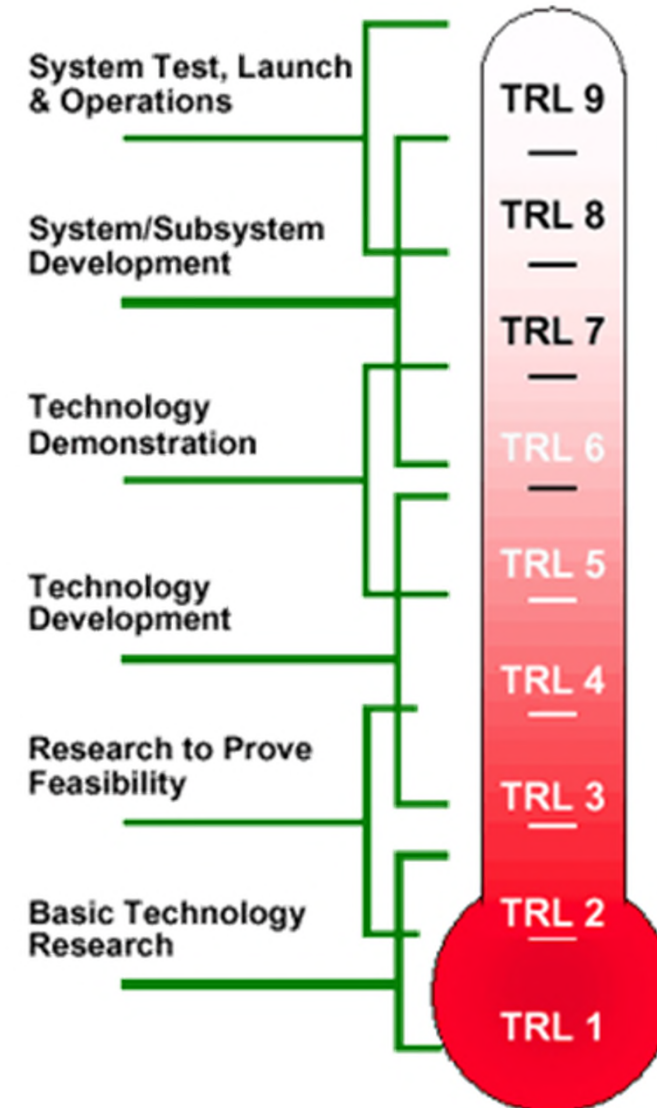 System Test, Launch
& Operations
System/Subsystem
Development
Technology
Demonstration
Technology
Development
Research to Prove
Feasibility
Basic Technology
Research
TRL 9
TRL 8
TRL 7
TRL 6
TRL 5
TRL 4
TRL 3
TRL 2
TRL 1